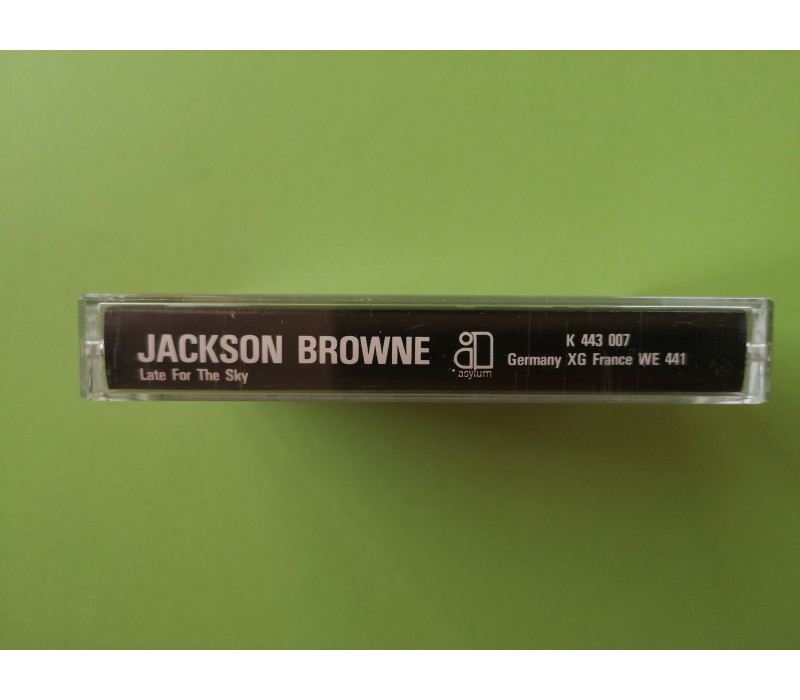 JACKSON BROWNE
Late For The Sky
asylum
K 443 007
Germany XG France WE 441